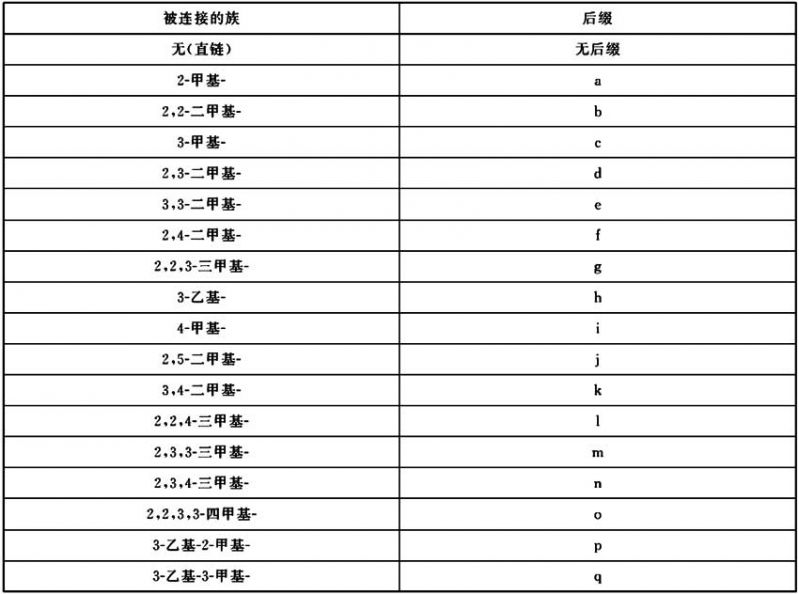 被连接的族 后缀
无(直链) 无后缀
2-甲基- a
2,2-二甲基- b
3-甲基- c
2,3-二甲基- d
3,3-二甲基- e
2,4-二甲基- f
2,2,3-三甲基- g
3-乙基- h
4-甲基- i
2,5-二甲基- j
3,4-二甲基- k
2,2,4-三甲基- l
2,3,3-三甲基- m
2,3,4-三甲基- n
2,2,3,3-四甲基- o
3-乙基-2-甲基- p
3-乙基-3-甲基- q